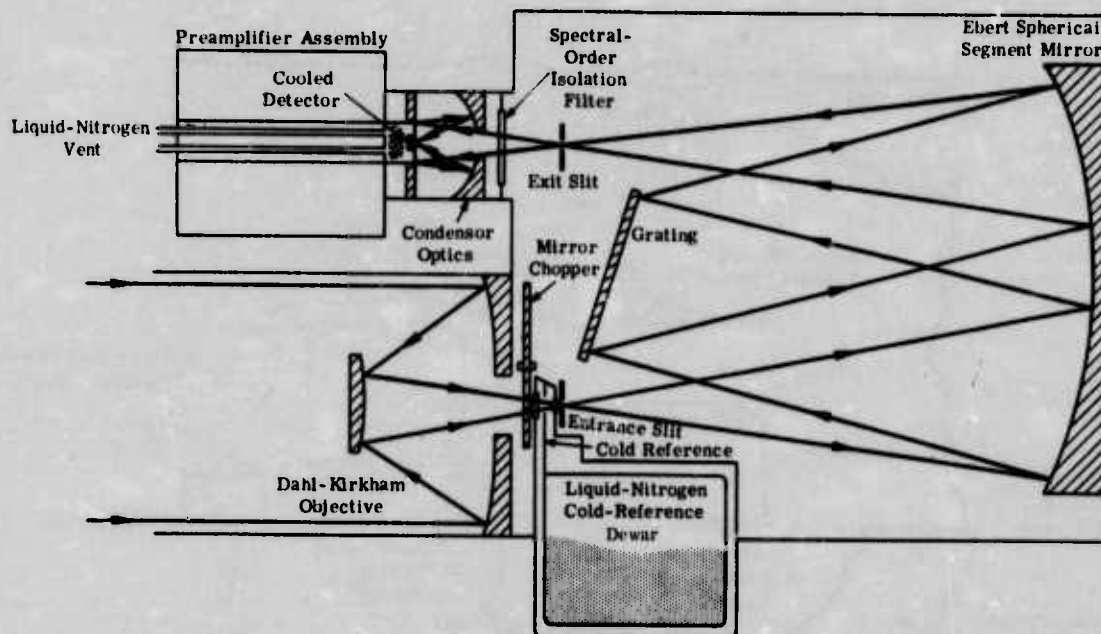 Preamplifier Assembly
Cooled
Detector
Liquid-Nitrogen
Vent
Spectral-
Order
Isolation
Filter
Ebert Spherical
Segment Mirror
Exit Slit
Condensor
Optics
Mirror
Chopper
Grating
Entrance Slit
Cold Reference
Dahl-Kirkham
Objective
Liquid-Nitrogen
Cold-Reference
Dewar